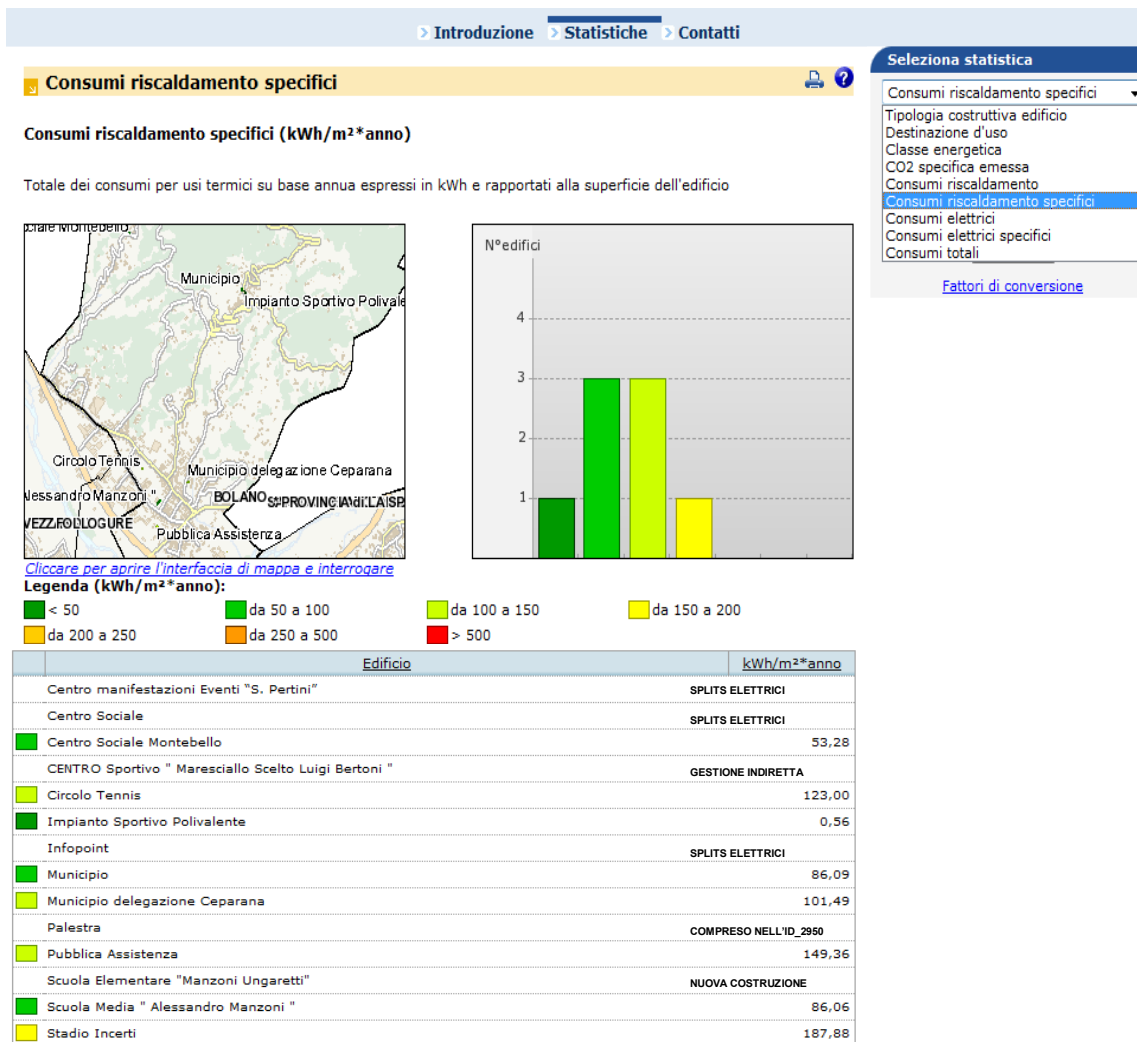 Introduzione Statistiche Contatti
Consumi riscaldamento specifici
Consumi riscaldamento specifici (kWh/m²*anno)
Totale dei consumi per usi termici su base annua espressi in kWh e rapportati alla superficie dell'edificio
Seleziona statistica
Consumi riscaldamento specifici
Tipologia costruttiva edificio
Destinazione d'uso
Classe energetica
CO2 specifica emessa
Consumi riscaldamento
Consumi riscaldamento specifici
Consumi elettrici
Consumi elettrici specifici
Consumi totali
Fattori di conversione
Montebello
Municipio
Impianto Sportivo Polivale
Circolo Tennis
Municipio delegazione Ceparana
lessandro Manzoni "
BOLANO
VEZZ FOLLOGURE
Pubblica Assistenza
N°edifici
4
3
2
1
Cliccare per aprire l'interfaccia di mappa e interrogare
Legenda (kWh/m²*anno):
< 50 da 50 a 100 da 100 a 150 da 150 a 200
da 200 a 250 da 250 a 500 > 500
Edificio kWh/m²*anno
Centro manifestazioni Eventi "S. Pertini" SPLITS ELETTRICI
Centro Sociale SPLITS ELETTRICI
Centro Sociale Montebello 53,28
CENTRO Sportivo " Maresciallo Scelto Luigi Bertoni " GESTIONE INDIRETTA
Circolo Tennis 123,00
Impianto Sportivo Polivalente 0,56
Infopoint SPLITS ELETTRICI
Municipio 86,09
Municipio delegazione Ceparana 101,49
Palestra COMPRESO NELL'ID_2950
Pubblica Assistenza 149,36
Scuola Elementare "Manzoni Ungaretti" NUOVA COSTRUZIONE
Scuola Media " Alessandro Manzoni " 86,06
Stadio Incerti 187,88